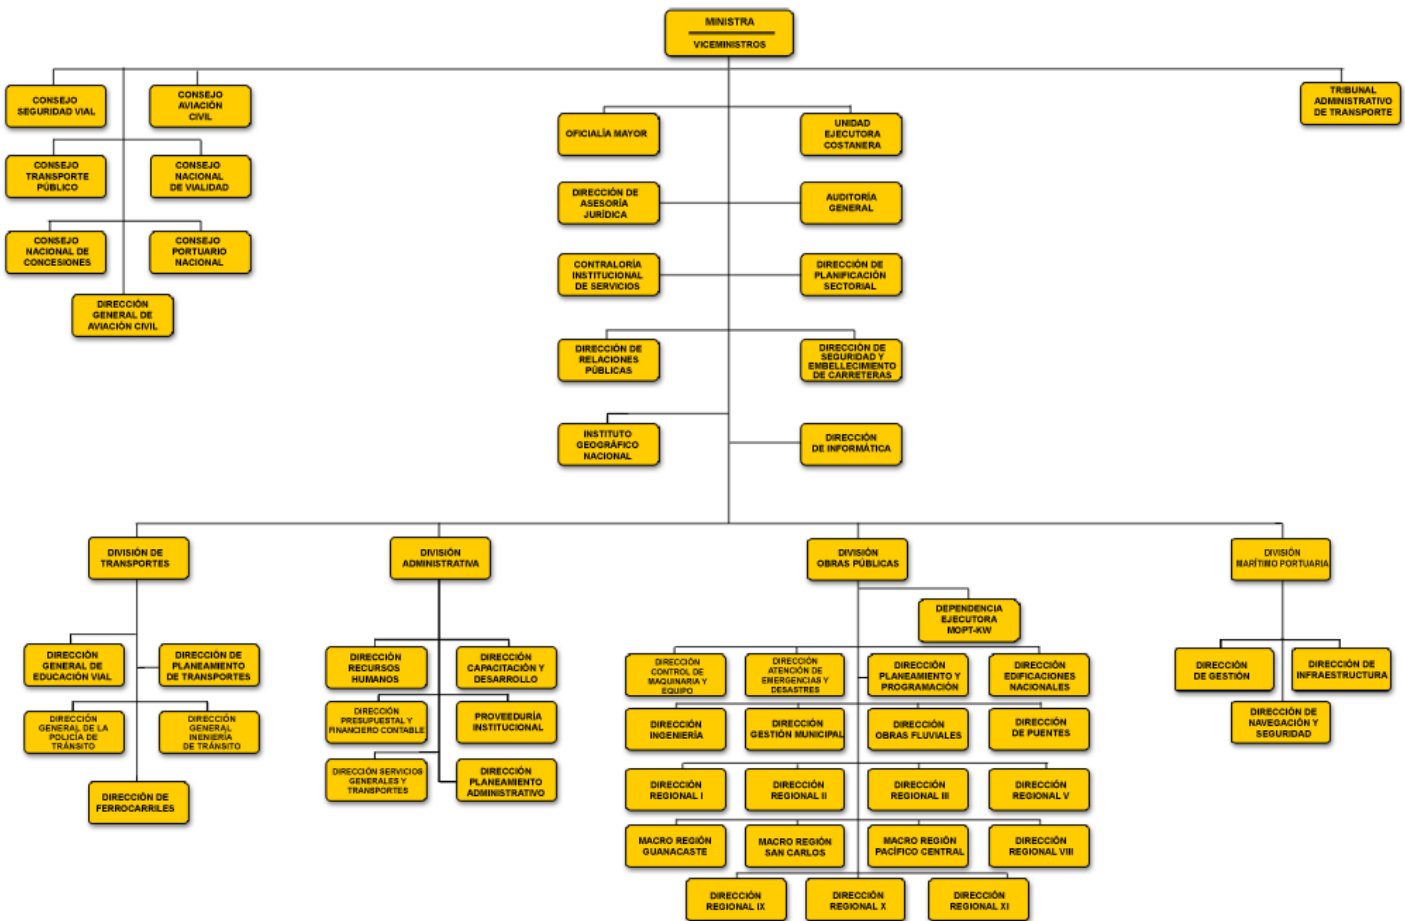 MINISTRA
VICEMINISTROS
CONSEJO
SEGURIDAD VIAL
CONSEJO
AVIACIÓN
CIVIL
CONSEJO
TRANSPORTE
PÚBLICO
CONSEJO
NACIONAL
DE VIALIDAD
CONSEJO
NACIONAL DE
CONCESIONES
CONSEJO
PORTUARIO
NACIONAL
DIRECCIÓN
GENERAL DE
AVIACIÓN CIVIL
OFICIALÍA MAYOR
UNIDAD
EJECUTORA
COSTANERA
TRIBUNAL
ADMINISTRATIVO
DE TRANSPORTE
DIRECCIÓN DE
ASESORÍA
JURÍDICA
AUDITORÍA
GENERAL
CONTRALORÍA
INSTITUCIONAL
DE SERVICIOS
DIRECCIÓN DE
PLANIFICACIÓN
SECTORIAL
DIRECCIÓN DE
RELACIONES
PÚBLICAS
DIRECCIÓN DE
SEGURIDAD Y
EMBELLECIMIENTO
DE CARRETERAS
INSTITUTO
GEOGRÁFICO
NACIONAL
DIRECCIÓN
DE INFORMÁTICA
DIVISIÓN DE
TRANSPORTES
DIRECCIÓN
GENERAL DE
EDUCACIÓN VIAL
DIRECCIÓN DE
PLANEAMIENTO
DE TRANSPORTES
DIRECCIÓN
GENERAL DE LA
POLICÍA DE
TRÁNSITO
DIRECCIÓN
GENERAL
INENIERÍA
DE TRÁNSITO
DIRECCIÓN DE
FERROCARRILES
DIVISIÓN
ADMINISTRATIVA
DIRECCIÓN
RECURSOS
HUMANOS
DIRECCIÓN
CAPACITACIÓN Y
DESARROLLO
DIRECCIÓN
PRESUPUESTAL Y
FINANCIERO CONTABLE
PROVEEDURÍA
INSTITUCIONAL
DIRECCIÓN SERVICIOS
GENERALES Y
TRANSPORTES
DIRECCIÓN
PLANEAMIENTO
ADMINISTRATIVO
DIVISIÓN
OBRAS PÚBLICAS
DEPENDENCIA
EJECUTORA
MOPT-KW
DIRECCIÓN
CONTROL DE
MAQUINARIA Y
EQUIPO
DIRECCIÓN
ATENCIÓN DE
EMERGENCIAS Y
DESASTRES
DIRECCIÓN
PLANEAMIENTO Y
PROGRAMACIÓN
DIRECCIÓN
EDIFICACIONES
NACIONALES
DIRECCIÓN
INGENIERÍA
DIRECCIÓN
GESTIÓN MUNICIPAL
DIRECCIÓN
OBRAS FLUVIALES
DIRECCIÓN
DE PUENTES
DIRECCIÓN
REGIONAL I
DIRECCIÓN
REGIONAL II
DIRECCIÓN
REGIONAL III
DIRECCIÓN
REGIONAL V
MACRO REGIÓN
GUANACASTE
MACRO REGIÓN
SAN CARLOS
MACRO REGIÓN
PACÍFICO CENTRAL
DIRECCIÓN
REGIONAL VIII
DIRECCIÓN
REGIONAL IX
DIRECCIÓN
REGIONAL X
DIRECCIÓN
REGIONAL XI
DIVISIÓN
MARÍTIMO PORTUARIA
DIRECCIÓN
DE GESTIÓN
DIRECCIÓN DE
INFRAESTRUCTURA
DIRECCIÓN DE
NAVEGACIÓN Y
SEGURIDAD